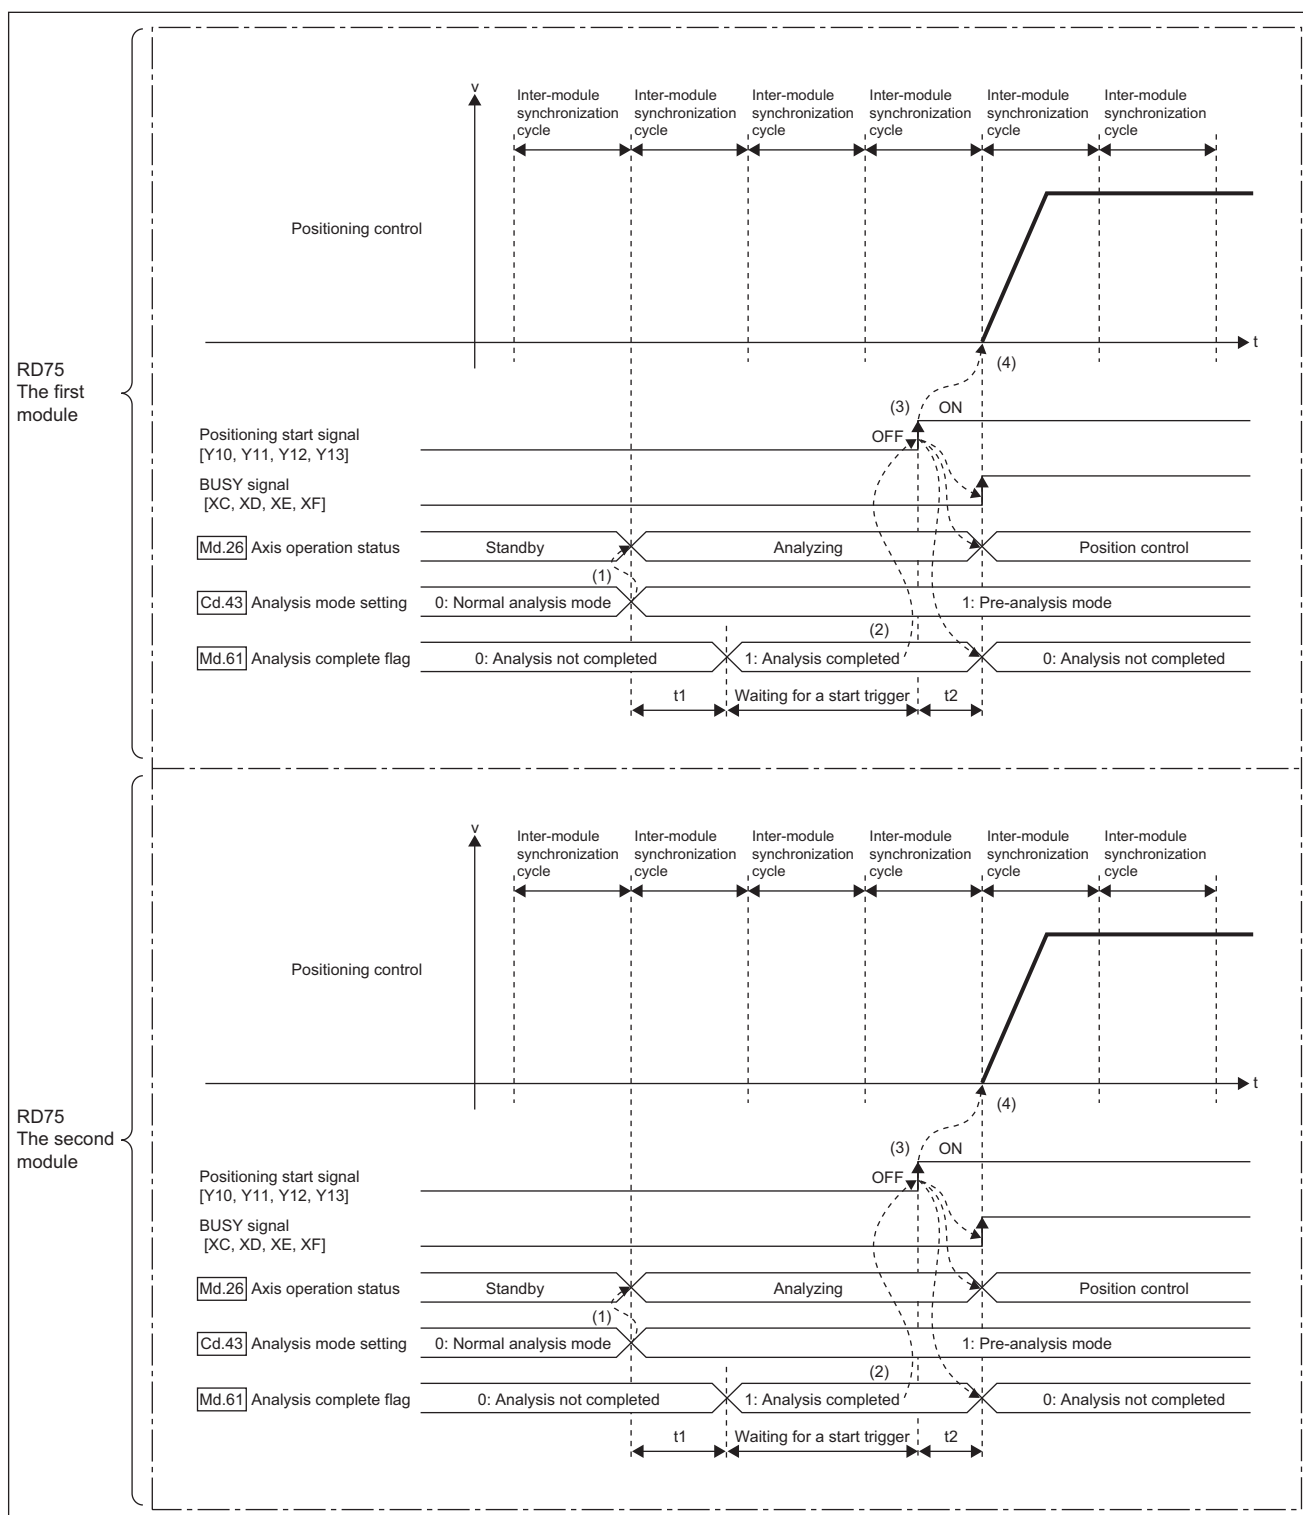 RD75
The first
module
v
Inter-module
synchronization
cycle
Inter-module
synchronization
cycle
Inter-module
synchronization
cycle
Inter-module
synchronization
cycle
Inter-module
synchronization
cycle
Inter-module
synchronization
cycle
Positioning control
t
(4)
(3)
ON
OFF
Positioning start signal
[Y10, Y11, Y12, Y13]
BUSY signal
[XC, XD, XE, XF]
Md.26 Axis operation status
Standby
Analyzing
Position control
(1)
Cd.43 Analysis mode setting
0: Normal analysis mode
1: Pre-analysis mode
(2)
Md.61 Analysis complete flag
0: Analysis not completed
1: Analysis completed
0: Analysis not completed
t1
Waiting for a start trigger
t2
RD75
The second
module
v
Inter-module
synchronization
cycle
Inter-module
synchronization
cycle
Inter-module
synchronization
cycle
Inter-module
synchronization
cycle
Inter-module
synchronization
cycle
Inter-module
synchronization
cycle
Positioning control
t
(4)
(3)
ON
OFF
Positioning start signal
[Y10, Y11, Y12, Y13]
BUSY signal
[XC, XD, XE, XF]
Md.26 Axis operation status
Standby
Analyzing
Position control
(1)
Cd.43 Analysis mode setting
0: Normal analysis mode
1: Pre-analysis mode
(2)
Md.61 Analysis complete flag
0: Analysis not completed
1: Analysis completed
0: Analysis not completed
t1
Waiting for a start trigger
t2